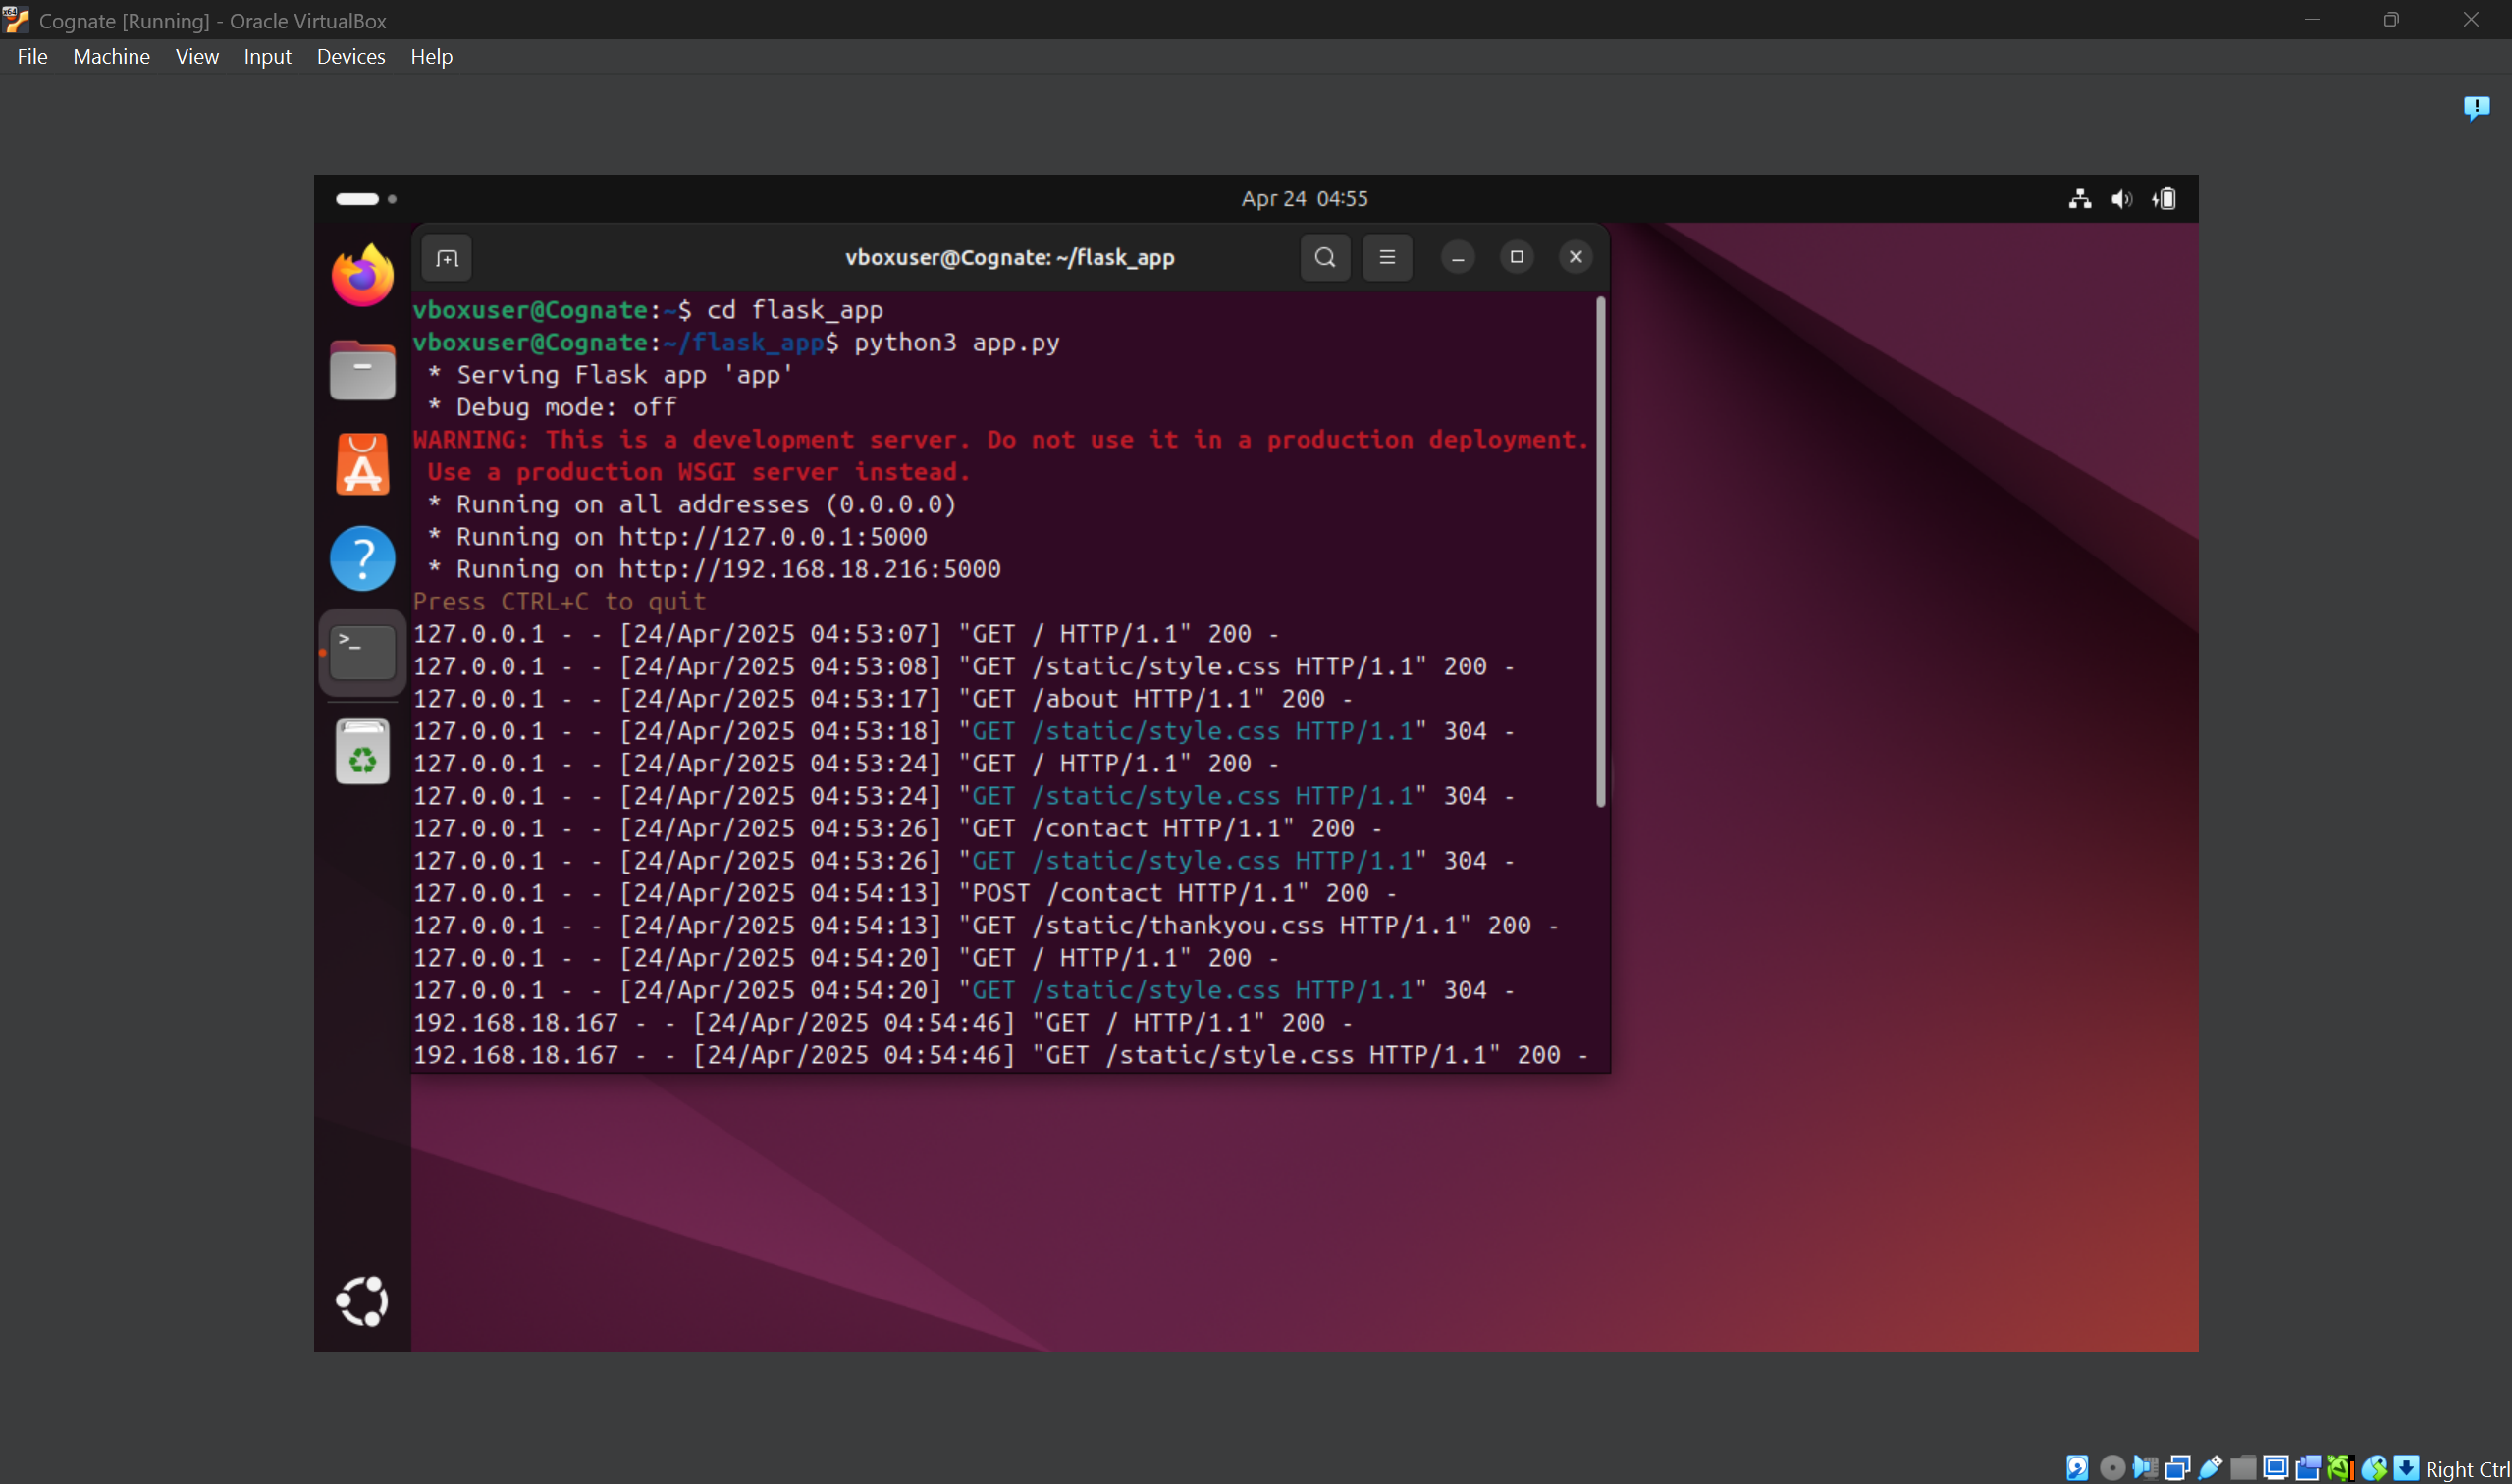 Cognate [Running] - Oracle VirtualBox
File Machine View Input Devices Help
Apr 24 04:55
vboxuser@Cognate: ~/flask_app
vboxuser@Cognate:~$ cd flask_app
vboxuser@Cognate:~/flask_app$ python3 app.py
* Serving Flask app 'app'
* Debug mode: off
WARNING: This is a development server. Do not use it in a production deployment.
Use a production WSGI server instead.
* Running on all addresses (0.0.0.0)
* Running on http://127.0.0.1:5000
* Running on http://192.168.18.216:5000
Press CTRL+C to quit
127.0.0.1 - - [24/Apr/2025 04:53:07] "GET / HTTP/1.1" 200 -
127.0.0.1 - - [24/Apr/2025 04:53:08] "GET /static/style.css HTTP/1.1" 200 -
127.0.0.1 - - [24/Apr/2025 04:53:17] "GET /about HTTP/1.1" 200 -
127.0.0.1 - - [24/Apr/2025 04:53:18] "GET /static/style.css HTTP/1.1" 304 -
127.0.0.1 - - [24/Apr/2025 04:53:24] "GET / HTTP/1.1" 200 -
127.0.0.1 - - [24/Apr/2025 04:53:24] "GET /static/style.css HTTP/1.1" 304 -
127.0.0.1 - - [24/Apr/2025 04:53:26] "GET /contact HTTP/1.1" 200 -
127.0.0.1 - - [24/Apr/2025 04:53:26] "GET /static/style.css HTTP/1.1" 304 -
127.0.0.1 - - [24/Apr/2025 04:54:13] "POST /contact HTTP/1.1" 200 -
127.0.0.1 - - [24/Apr/2025 04:54:13] "GET /static/thankyou.css HTTP/1.1" 200 -
127.0.0.1 - - [24/Apr/2025 04:54:20] "GET / HTTP/1.1" 200 -
127.0.0.1 - - [24/Apr/2025 04:54:20] "GET /static/style.css HTTP/1.1" 304 -
192.168.18.167 - - [24/Apr/2025 04:54:46] "GET / HTTP/1.1" 200 -
192.168.18.167 - - [24/Apr/2025 04:54:46] "GET /static/style.css HTTP/1.1" 200 -
Right Ctrl